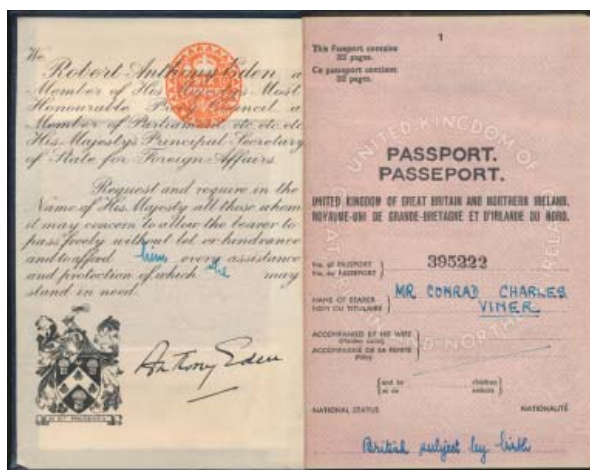 We
Robert Anthony Eden, a
Member of His Majesty's Most
Honourable Privy Council, a
Member of Parliament, etc, etc, etc
His Majesty's Principal Secretary
of State for Foreign Affairs.
Request and require in the
Name of His Majesty all those whom
it may concern to allow the bearer to
pass freely without let or hindrance
and to afford him every assistance
and protection of which he may
stand in need.
Anthony Eden
1
This Passport contains
32 pages.
Ce passeport contient
32 pages.
UNITED KINGDOM OF
PASSPORT.
PASSEPORT.
UNITED KINGDOM OF GREAT BRITAIN AND NORTHERN IRELAND.
ROYAUME-UNI DE GRANDE-BRETAGNE ET D'IRLANDE DU NORD.
No. of PASSPORT
No. du PASSEPORT
395222
NAME OF BEARER
NOM DU TITULAIRE
MR CONRAD CHARLES
VINER
ACCOMPANIED BY HIS WIFE
(Maiden name)
ACCOMPAGNÉ DE SA FEMME
(Née)
and by children
et de enfants
NATIONAL STATUS NATIONALITÉ
British subject by birth